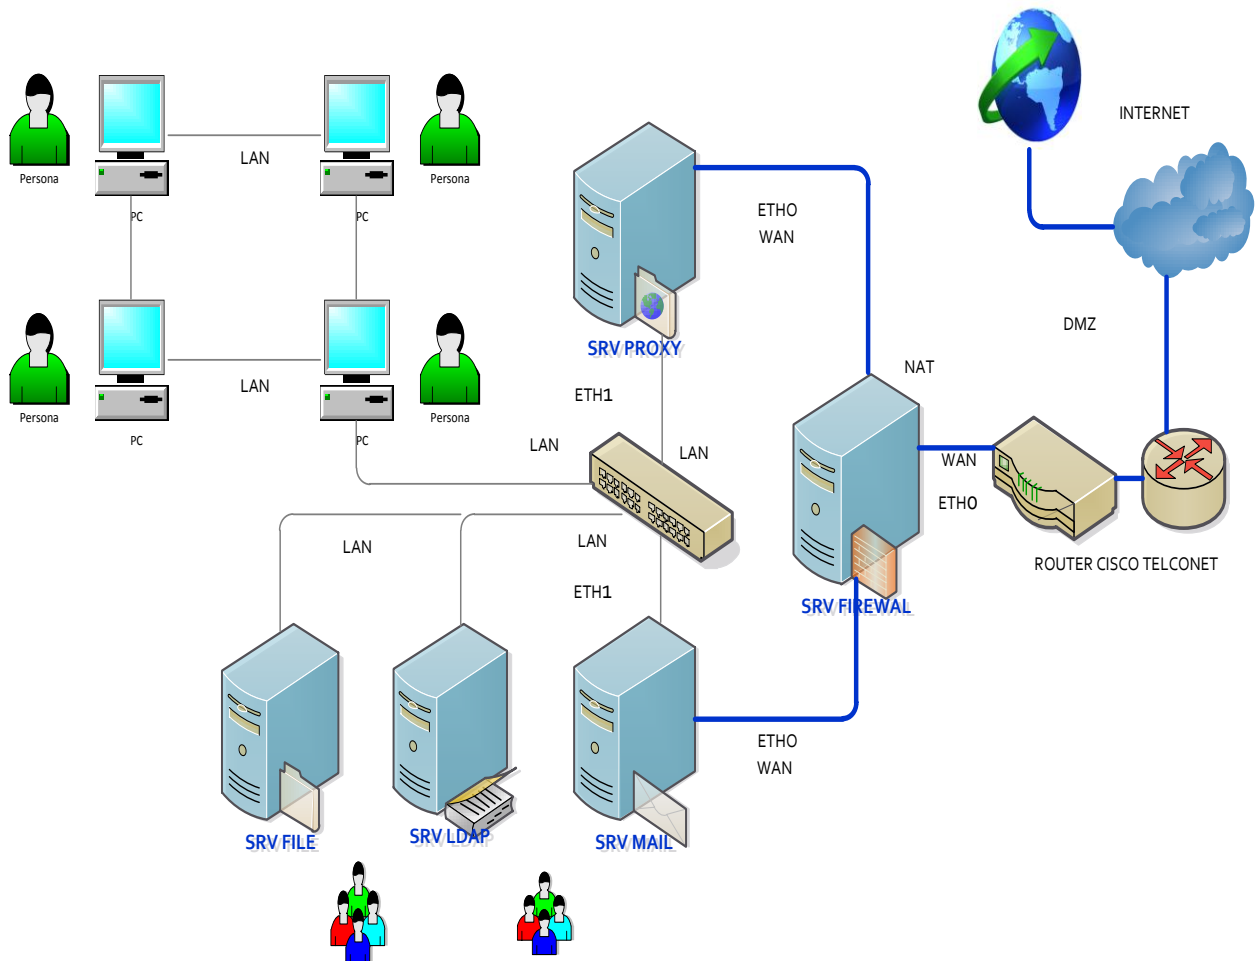 INTERNET
LAN
Persona
Persona
PC
PC
ETHO
WAN
DMZ
SRV PROXY
NAT
LAN
ETH1
Persona
Persona
PC
PC
LAN
LAN
WAN
ETH0
LAN
LAN
ROUTER CISCO TELCONET
ETH1
SRV FIREWAL
ETHO
WAN
SRV FILE
SRV LDAP
SRV MAIL